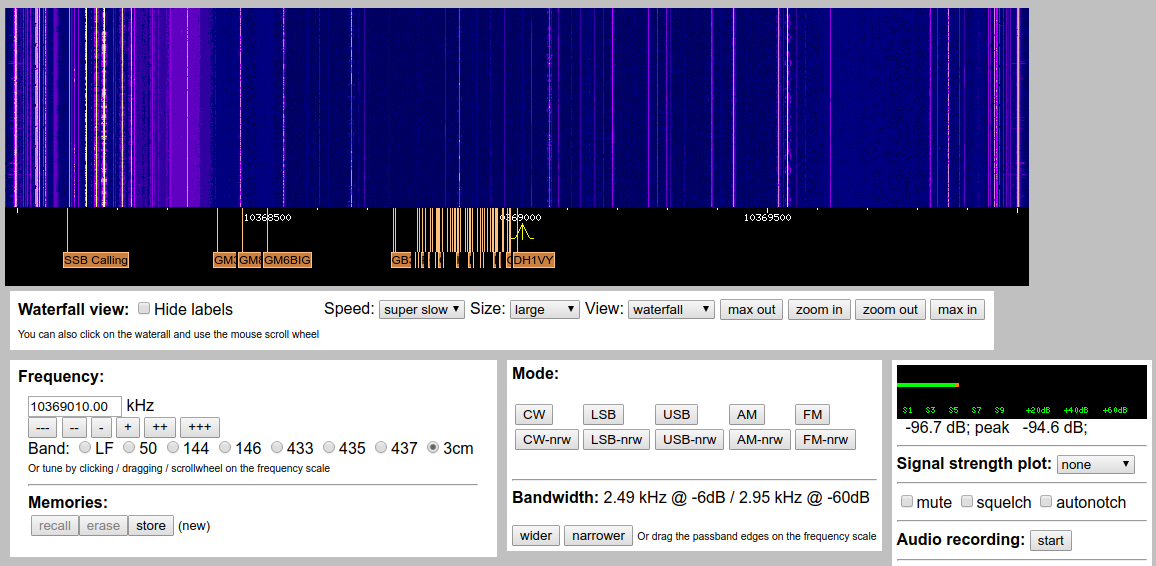 10368500 0369000 10369500
SSB Calling GM3 GM6BIG GB3 DH1VY
Waterfall view: Hide labels Speed: super slow Size: large View: waterfall max out zoom in zoom out max in
You can also click on the waterall and use the mouse scroll wheel
Frequency:
10369010.00 kHz
--- -- - + ++ +++
Band: LF 50 144 146 433 435 437 3cm
Or tune by clicking / dragging / scrollwheel on the frequency scale
Memories:
recall erase store (new)
Mode:
CW LSB USB AM FM
CW-nrw LSB-nrw USB-nrw AM-nrw FM-nrw
Bandwidth: 2.49 kHz @ -6dB / 2.95 kHz @ -60dB
wider narrower Or drag the passband edges on the frequency scale
S1 S3 S5 S7 S9 +20dB +40dB +60dB
-96.7 dB; peak -94.6 dB;
Signal strength plot: none
mute squelch autonotch
Audio recording: start